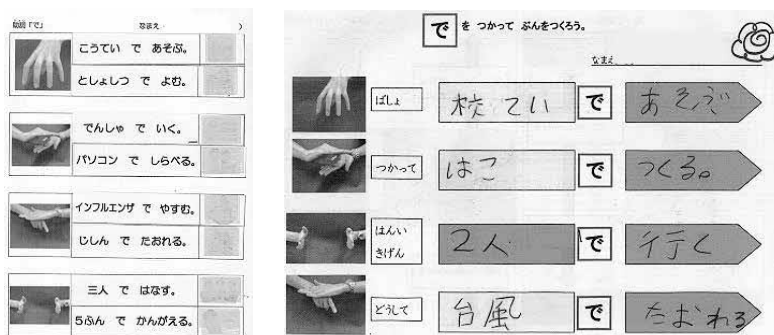 助詞「で」 なまえ
こうてい で あそぶ。
としょしつ で よむ。
でんしゃ で いく。
パソコン で しらべる。
インフルエンザ で やすむ。
じしん で たおれる。
三人 で はなす。
5ふん で かんがえる。
で を つかって ぶんをつくろう。
なまえ
ばしょ 校てい で あそぶ
つかって はこ で つくる。
はんい きげん 2人 で 行く
どうして 台風 で たおれる